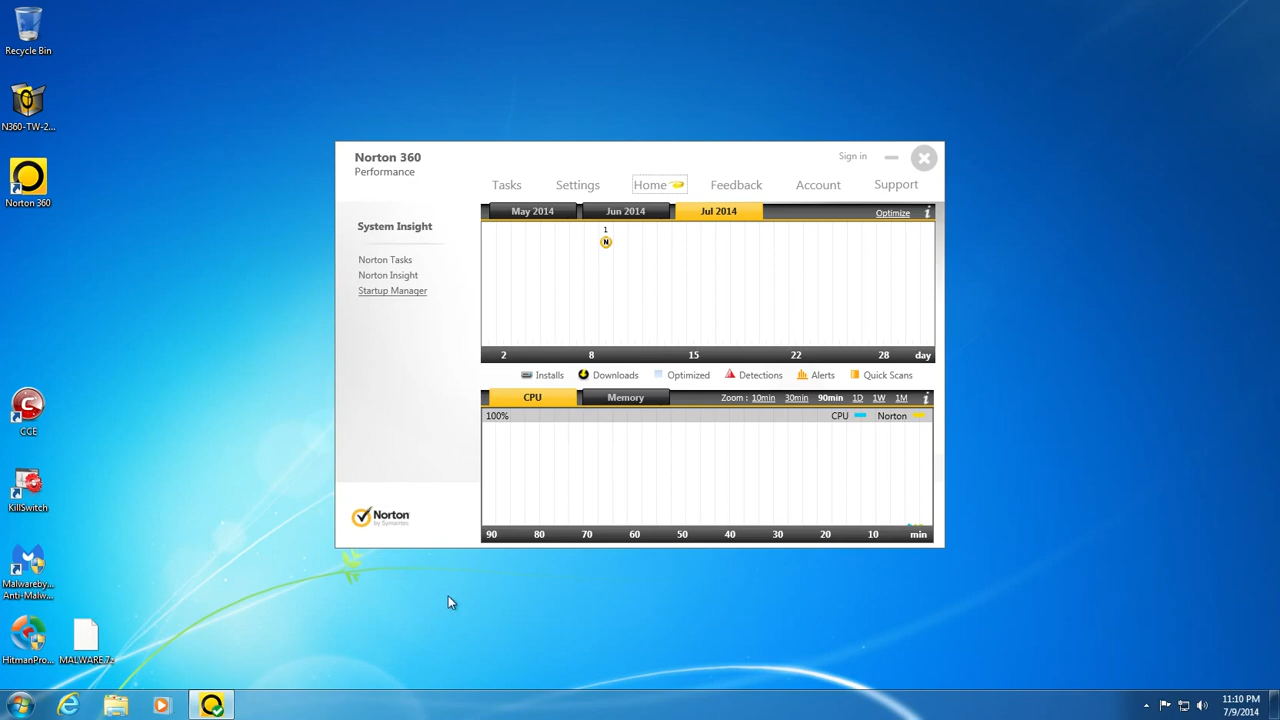 Recycle Bin
N360-TW-2...
Norton 360
CCE
KillSwitch
Malwareby...
Anti-Malw...
HitmanPro...
MALWARE.7z
Norton 360
Performance
Sign in
Tasks
Settings
Home
Feedback
Account
Support
System Insight
Norton Tasks
Norton Insight
Startup Manager
Norton
by Symantec
May 2014
Jun 2014
Jul 2014
Optimize
i
1
N
2 8 15 22 28 day
Installs Downloads Optimized Detections Alerts Quick Scans
CPU
Memory
Zoom : 10min 30min 90min 1D 1W 1M
i
100%
CPU
Norton
90 80 70 60 50 40 30 20 10 min
11:10 PM
7/9/2014